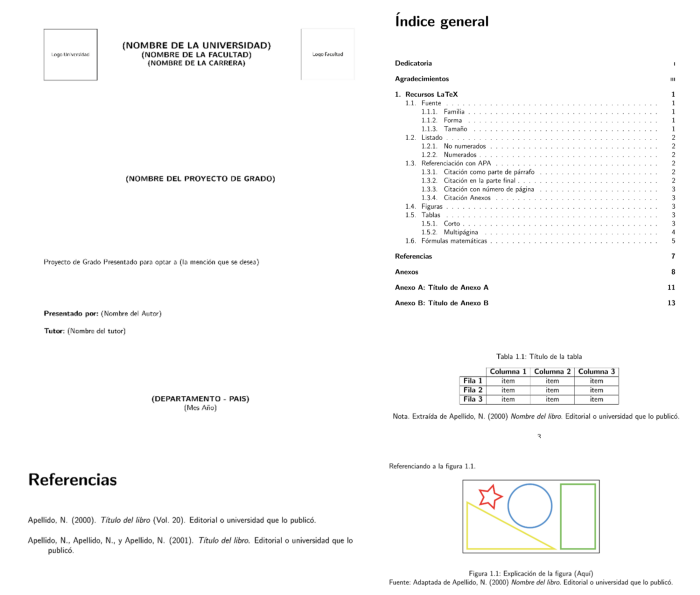 Logo Universidad
(NOMBRE DE LA UNIVERSIDAD)
(NOMBRE DE LA FACULTAD)
(NOMBRE DE LA CARRERA)
Logo Facultad
(NOMBRE DEL PROYECTO DE GRADO)
Proyecto de Grado Presentado para optar a (la mención que se desea)
Presentado por: (Nombre del Autor)
Tutor: (Nombre del tutor)
(DEPARTAMENTO - PAIS)
(Mes Año)
Índice general
Dedicatoria I
Agradecimientos III
1. Recursos LaTeX 1
1.1. Fuente 1
1.1.1. Familia 1
1.1.2. Forma 1
1.1.3. Tamaño 1
1.2. Listado 2
1.2.1. No numerados 2
1.2.2. Numerados 2
1.3. Referenciación con APA 2
1.3.1. Citación como parte de párrafo 2
1.3.2. Citación en la parte final 2
1.3.3. Citación con número de página 3
1.3.4. Citación Anexos 3
1.4. Figuras 3
1.5. Tablas 3
1.5.1. Corto 3
1.5.2. Multipágina 4
1.6. Fórmulas matemáticas 5
Referencias 7
Anexos 8
Anexo A: Título de Anexo A 11
Anexo B: Título de Anexo B 13
Tabla 1.1: Título de la tabla
Columna 1 Columna 2 Columna 3
Fila 1 item item item
Fila 2 item item item
Fila 3 item item item
Nota. Extraída de Apellido, N. (2000) Nombre del libro. Editorial o universidad que lo publicó.
3
Referencias
Apellido, N. (2000). Título del libro (Vol. 20). Editorial o universidad que lo publicó.
Apellido, N., Apellido, N., y Apellido, N. (2001). Título del libro. Editorial o universidad que lo
publicó.
Referenciando a la figura 1.1.
Figura 1.1: Explicación de la figura (Aquí)
Fuente: Adaptada de Apellido, N. (2000) Nombre del libro. Editorial o universidad que lo publicó.